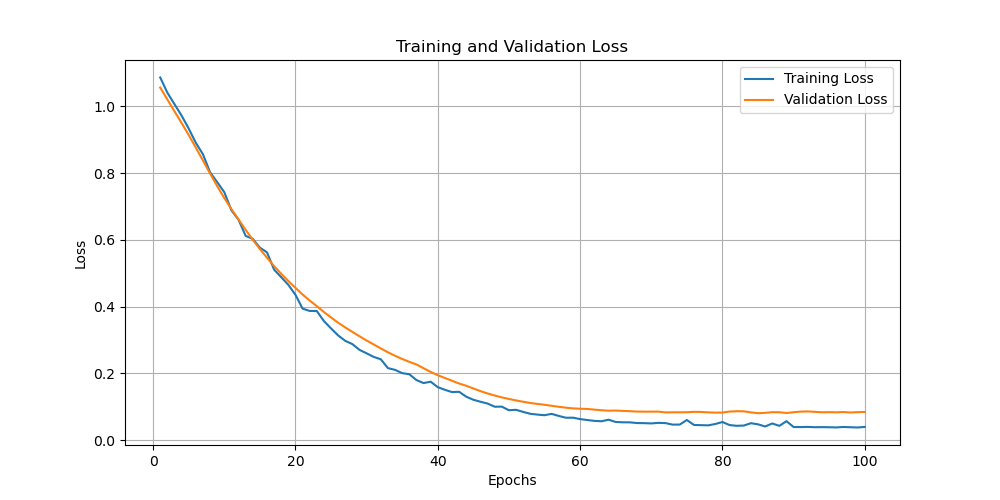 Training and Validation Loss
Training Loss
Validation Loss
1.0
0.8
0.6
0.4
0.2
0.0
Loss
0 20 40 60 80 100
Epochs